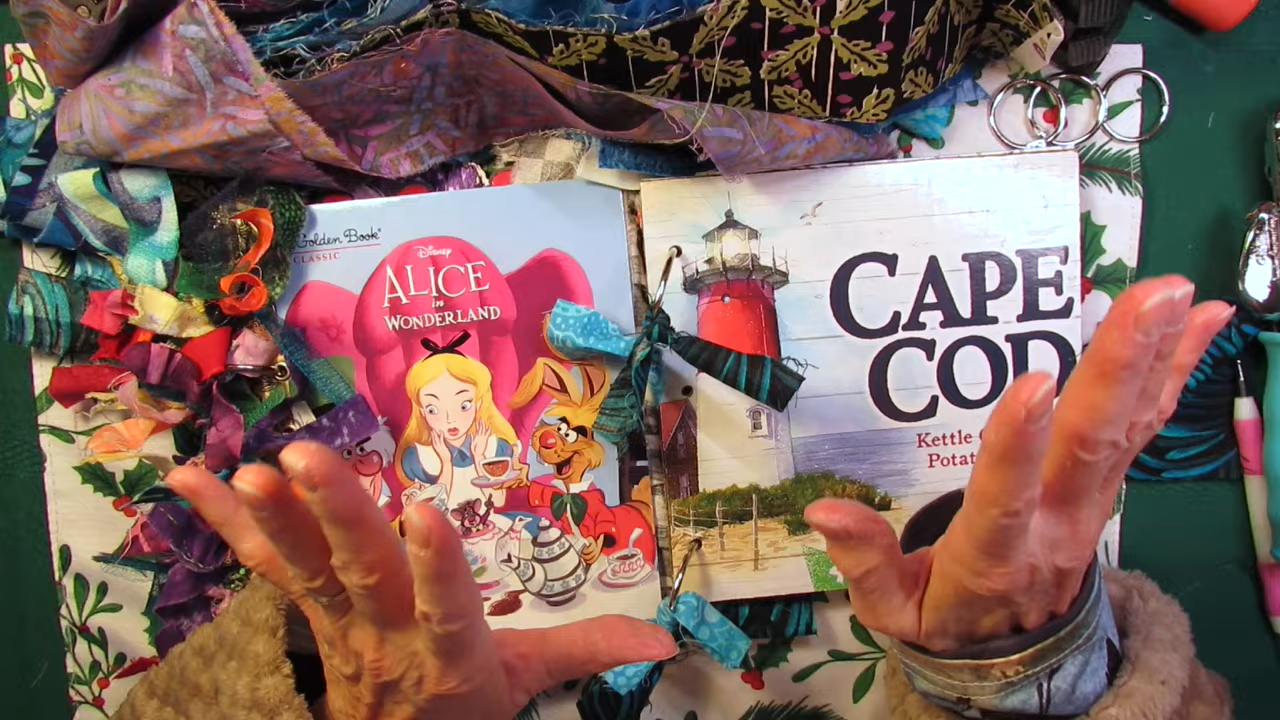 Golden Book
CLASSIC
Disney
ALICE
in
WONDERLAND
CAPE
COD
Kettle
Potat